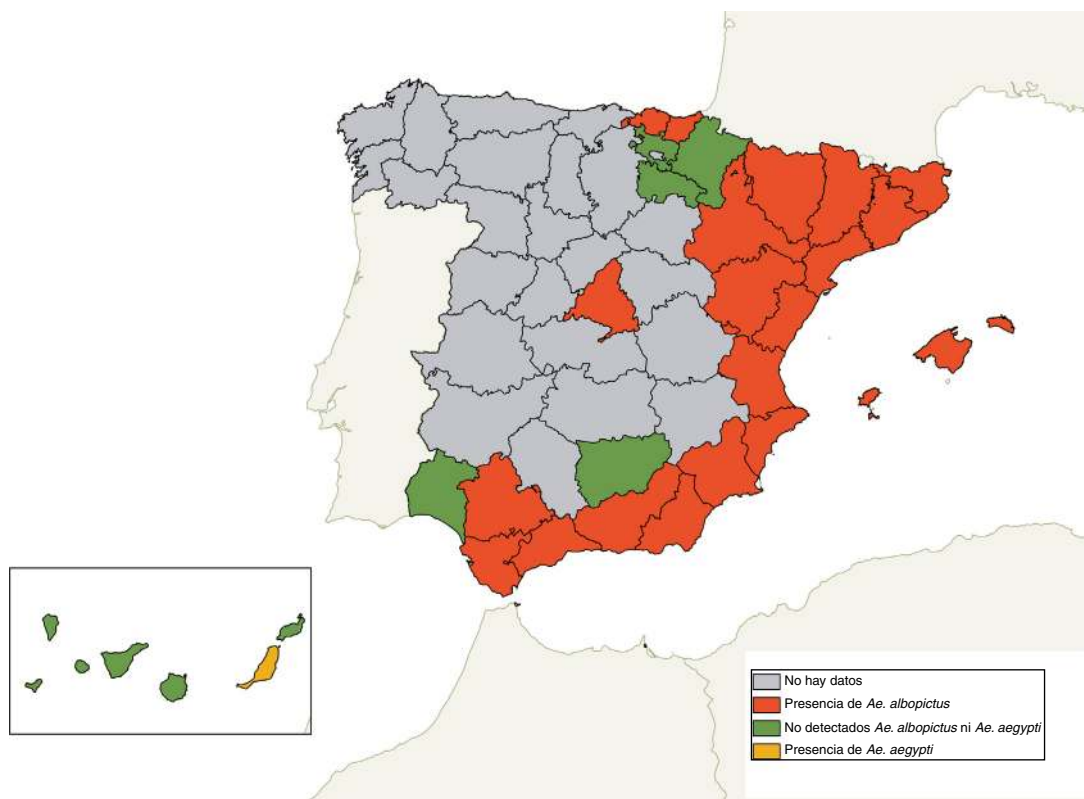 No hay datos
Presencia de Ae. albopictus
No detectados Ae. albopictus ni Ae. aegypti
Presencia de Ae. aegypti